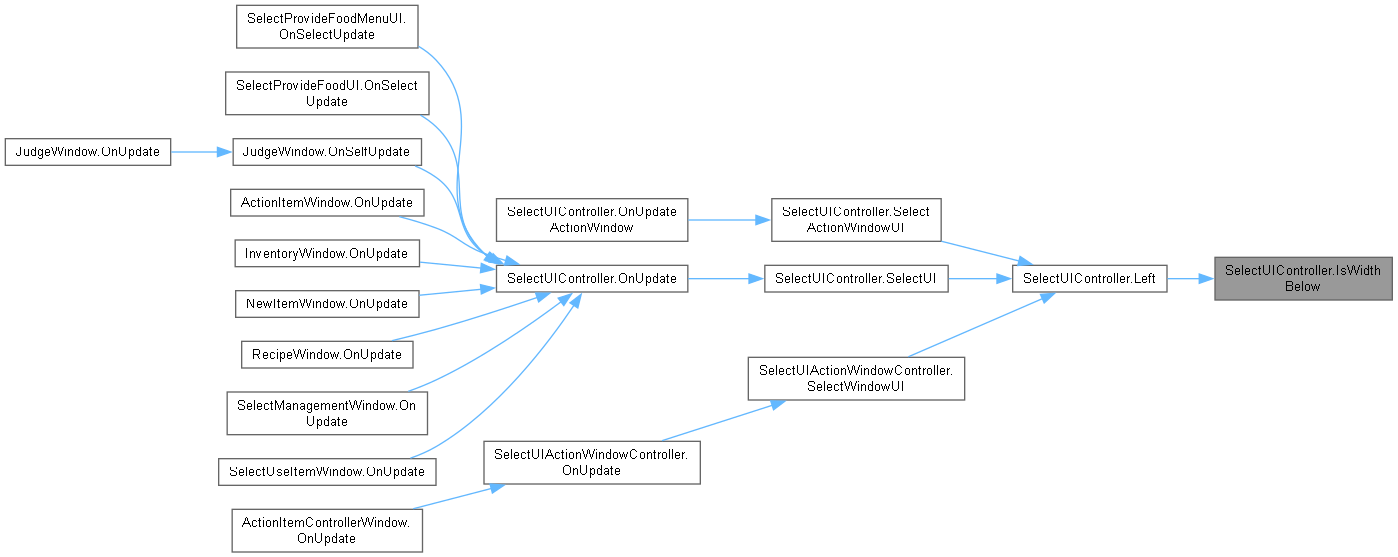 SelectProvideFoodMenuUI.
OnSelectUpdate
SelectProvideFoodUI.OnSelect
Update
JudgeWindow.OnUpdate
JudgeWindow.OnSelfUpdate
ActionItemWindow.OnUpdate
InventoryWindow.OnUpdate
NewItemWindow.OnUpdate
RecipeWindow.OnUpdate
SelectManagementWindow.On
Update
SelectUseItemWindow.OnUpdate
ActionItemControllerWindow.
OnUpdate
SelectUIController.OnUpdate
ActionWindow
SelectUIController.OnUpdate
SelectUIActionWindowController.
OnUpdate
SelectUIController.Select
ActionWindowUI
SelectUIController.SelectUI
SelectUIActionWindowController.
SelectWindowUI
SelectUIController.Left
SelectUIController.IsWidth
Below